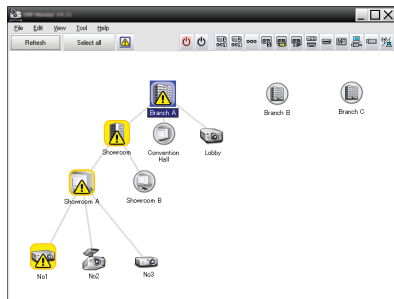 File Edit View Tool Help
Refresh Select all
Branch A
Branch B
Branch C
Showroom
Convention
Hall
Lobby
Showroom A
Showroom B
No1
No2
No3